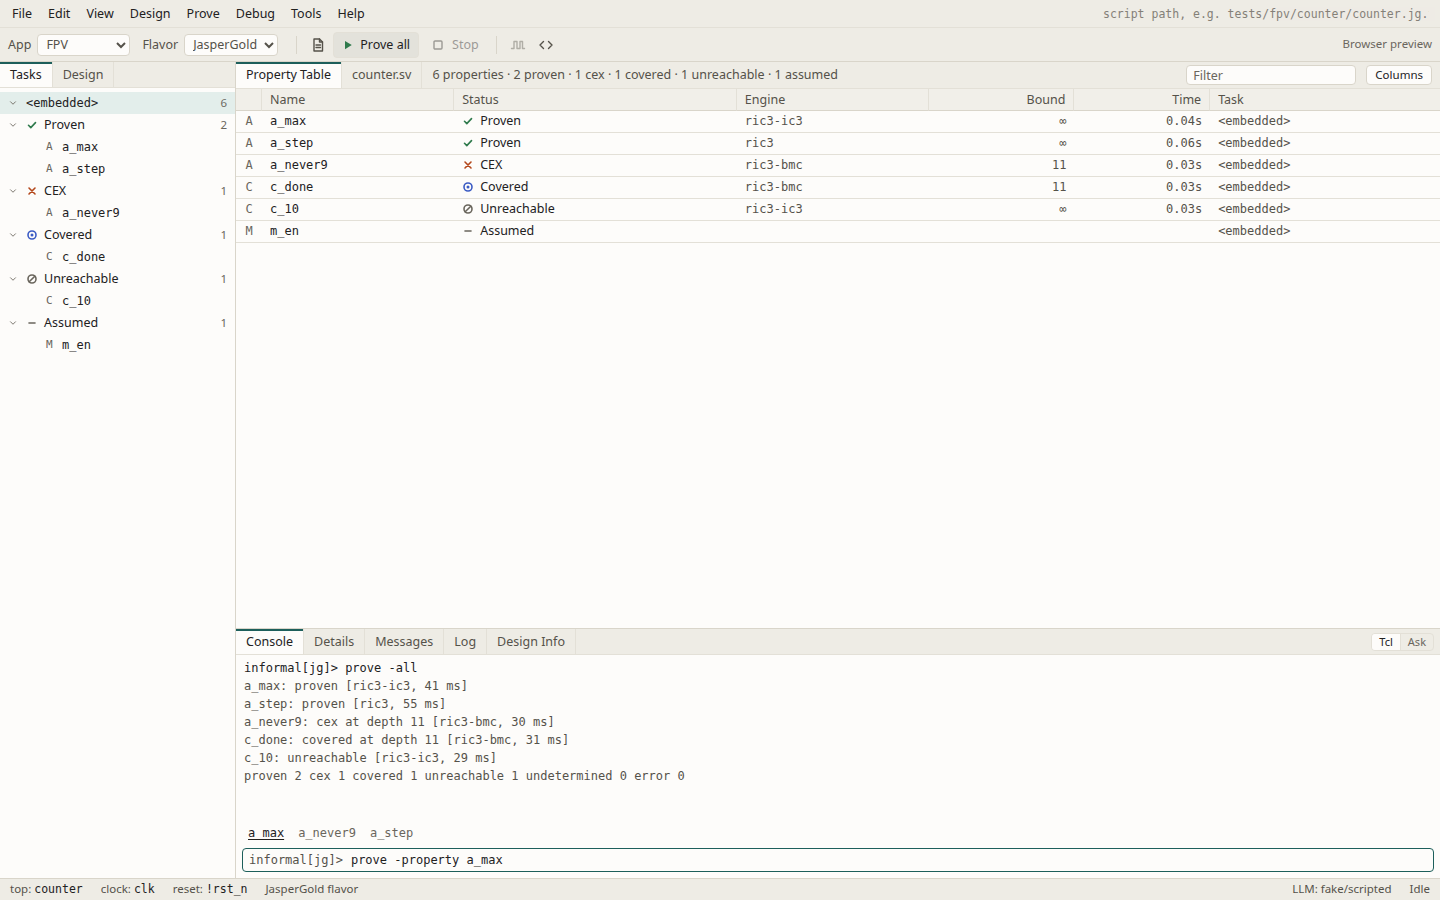 File Edit View Design Prove Debug Tools Help script path, e.g. tests/fpv/counter/counter.jg.
App FPV Flavor JasperGold Prove all Stop Browser preview
Tasks Design Property Table counter.sv 6 properties · 2 proven · 1 cex · 1 covered · 1 unreachable · 1 assumed Filter Columns
<embedded> 6
Proven 2
A a_max
A a_step
CEX 1
A a_never9
Covered 1
C c_done
Unreachable 1
C c_10
Assumed 1
M m_en
Name Status Engine Bound Time Task
A a_max Proven ric3-ic3 ∞ 0.04s <embedded>
A a_step Proven ric3 ∞ 0.06s <embedded>
A a_never9 CEX ric3-bmc 11 0.03s <embedded>
C c_done Covered ric3-bmc 11 0.03s <embedded>
C c_10 Unreachable ric3-ic3 ∞ 0.03s <embedded>
M m_en Assumed <embedded>
Console Details Messages Log Design Info Tcl Ask
informal[jg]> prove -all
a_max: proven [ric3-ic3, 41 ms]
a_step: proven [ric3, 55 ms]
a_never9: cex at depth 11 [ric3-bmc, 30 ms]
c_done: covered at depth 11 [ric3-bmc, 31 ms]
c_10: unreachable [ric3-ic3, 29 ms]
proven 2 cex 1 covered 1 unreachable 1 undetermined 0 error 0
a_max a_never9 a_step
informal[jg]> prove -property a_max
top: counter clock: clk reset: !rst_n JasperGold flavor LLM: fake/scripted Idle